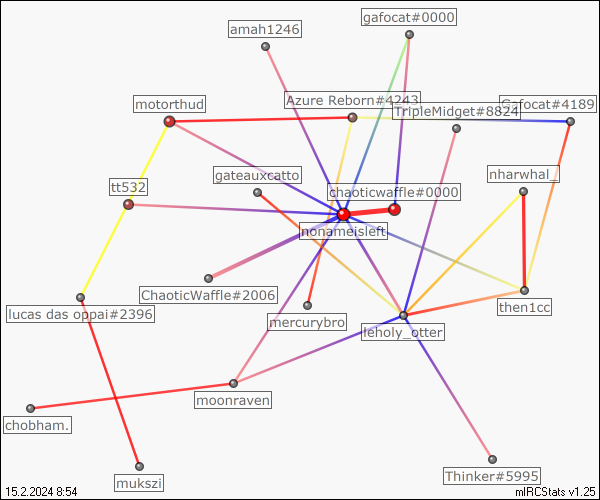 gafocat#0000
amah1246
motorthud
Azure Reborn#4243
Gafocat#4189
TripleMidget#8824
gateauxcatto
nharwhal_
tt532
chaoticwaffle#0000
nonameisleft
ChaoticWaffle#2006
lucas das oppai#2396
mercurybro
then1cc
leholy_otter
moonraven
chobham.
mukszi
Thinker#5995
15.2.2024 8:54
mIRCStats v1.25